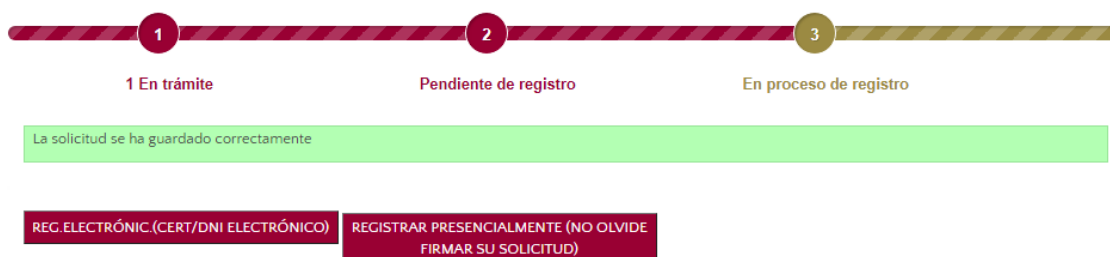 1 2 3
1 En trámite Pendiente de registro En proceso de registro
La solicitud se ha guardado correctamente
REG.ELECTRÓNIC.(CERT/DNI ELECTRÓNICO) REGISTRAR PRESENCIALMENTE (NO OLVIDE
FIRMAR SU SOLICITUD)